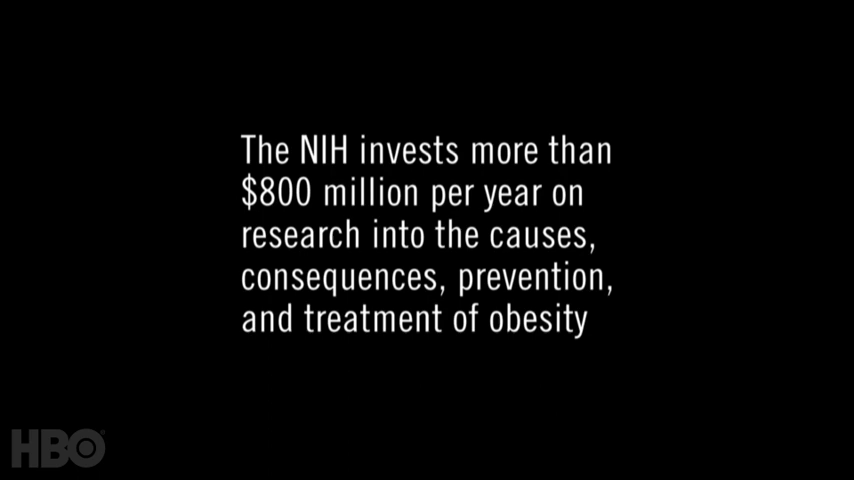 The NIH invests more than
$800 million per year on
research into the causes,
consequences, prevention,
and treatment of obesity
HBO